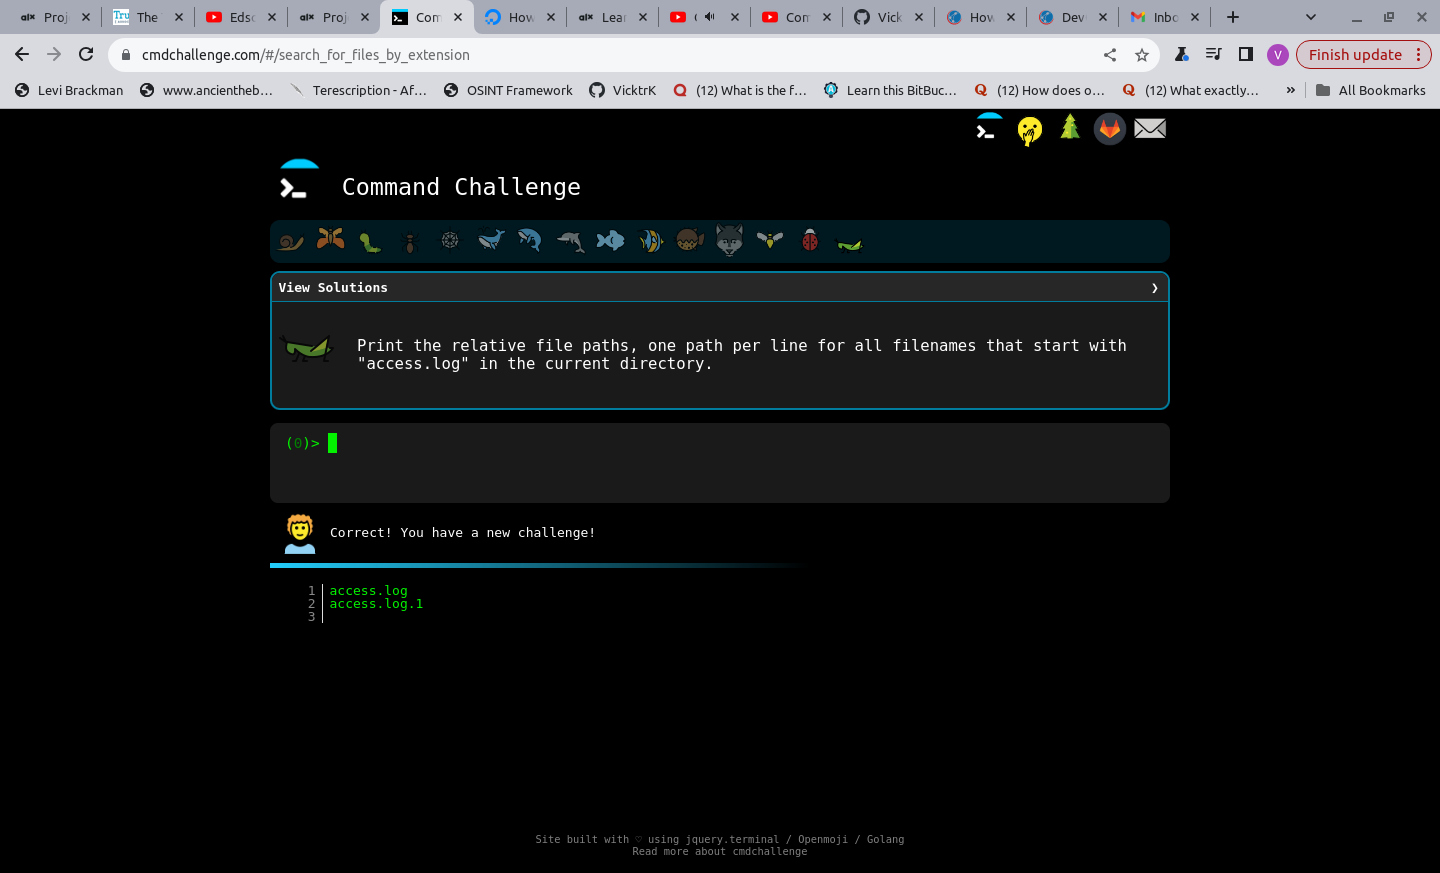 Proj
The
Edsc
Proj
Com
How
Lear
Com
Vick
How
Dev
Inbo
cmdchallenge.com/#/search_for_files_by_extension
V
Finish update
Levi Brackman
www.ancientheb…
Terescription - Af…
OSINT Framework
VicktrK
(12) What is the f…
Learn this BitBuc…
(12) How does o…
(12) What exactly…
»
All Bookmarks
Command Challenge
View Solutions ❯
Print the relative file paths, one path per line for all filenames that start with
"access.log" in the current directory.
(0)>
Correct! You have a new challenge!
1 access.log
2 access.log.1
3
Site built with ♡ using jquery.terminal / Openmoji / Golang
Read more about cmdchallenge